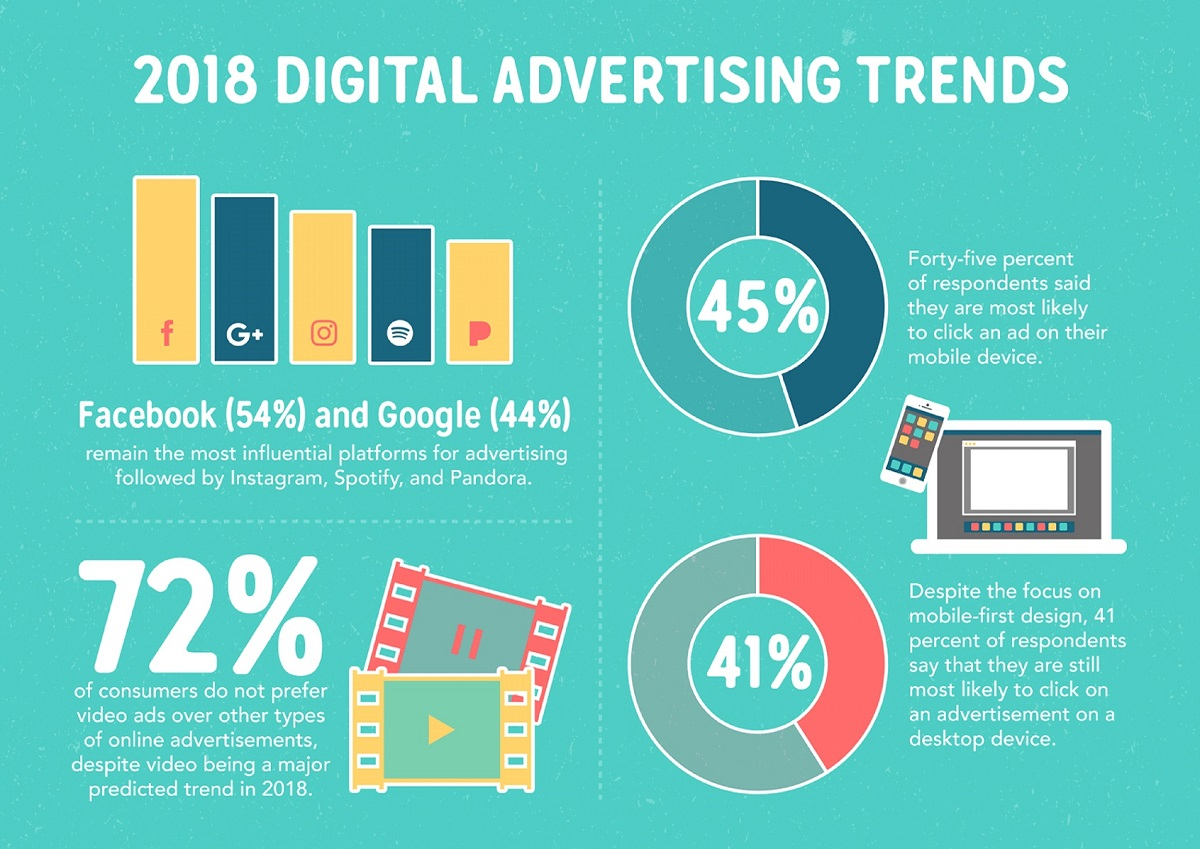 2018 DIGITAL ADVERTISING TRENDS
f
G+
P
Facebook (54%) and Google (44%)
remain the most influential platforms for advertising
followed by Instagram, Spotify, and Pandora.
72%
of consumers do not prefer
video ads over other types
of online advertisements,
despite video being a major
predicted trend in 2018.
45%
Forty-five percent
of respondents said
they are most likely
to click an ad on their
mobile device.
41%
Despite the focus on
mobile-first design, 41
percent of respondents
say that they are still
most likely to click on
an advertisement on a
desktop device.